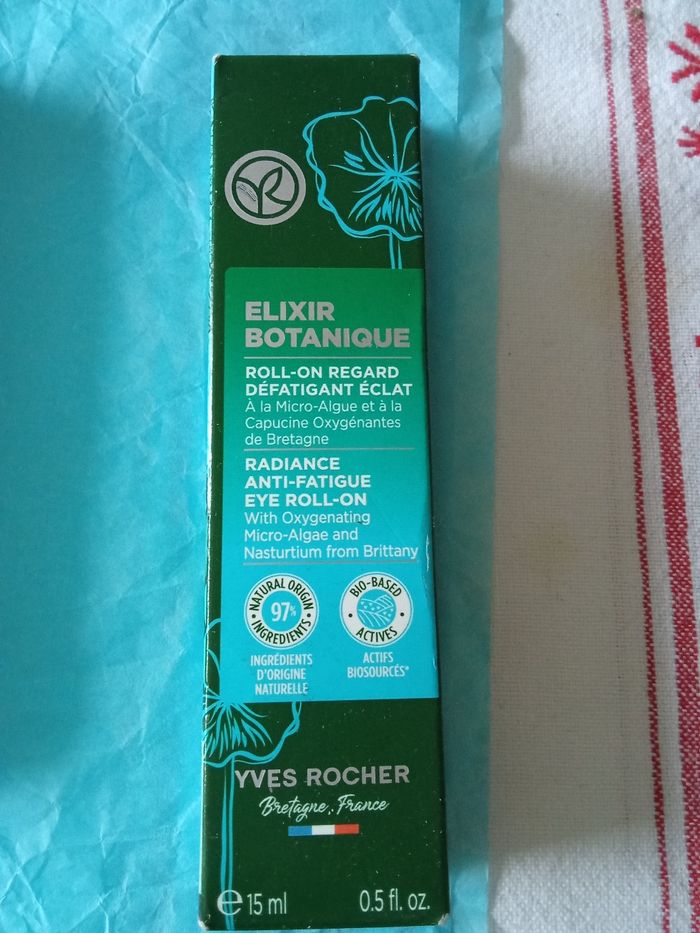 ELIXIR
BOTANIQUE
ROLL-ON REGARD
DÉFATIGANT ÉCLAT
À la Micro-Algue et à la
Capucine Oxygénantes
de Bretagne
RADIANCE
ANTI-FATIGUE
EYE ROLL-ON
With Oxygenating
Micro-Algae and
Nasturtium from Brittany
NATURAL ORIGIN
97%
INGREDIENTS
INGRÉDIENTS
D'ORIGINE
NATURELLE
BIO-BASED
ACTIVES
ACTIFS
BIOSOURCÉS*
YVES ROCHER
Bretagne, France
℮ 15 ml 0.5 fl. oz.